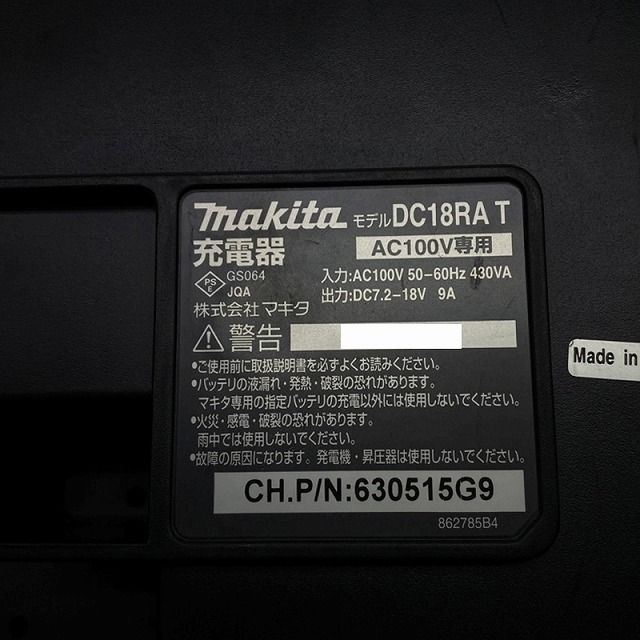 makita モデル DC18RA T
充電器 AC100V専用
PS E GS064 JQA
入力:AC100V 50-60Hz 430VA
出力:DC7.2-18V 9A
株式会社 マキタ
警告
•ご使用前に取扱説明書を必ずよくお読みください。
•バッテリの液漏れ・発熱・破裂の恐れがあります。
マキタ専用の指定バッテリの充電以外には使用しないでください。
•火災・感電・破裂の恐れがあります。
雨中では使用しないでください。
•故障の原因になります。発電機・昇圧器は使用しないでください。
CH.P/N:630515G9
862785B4
Made in